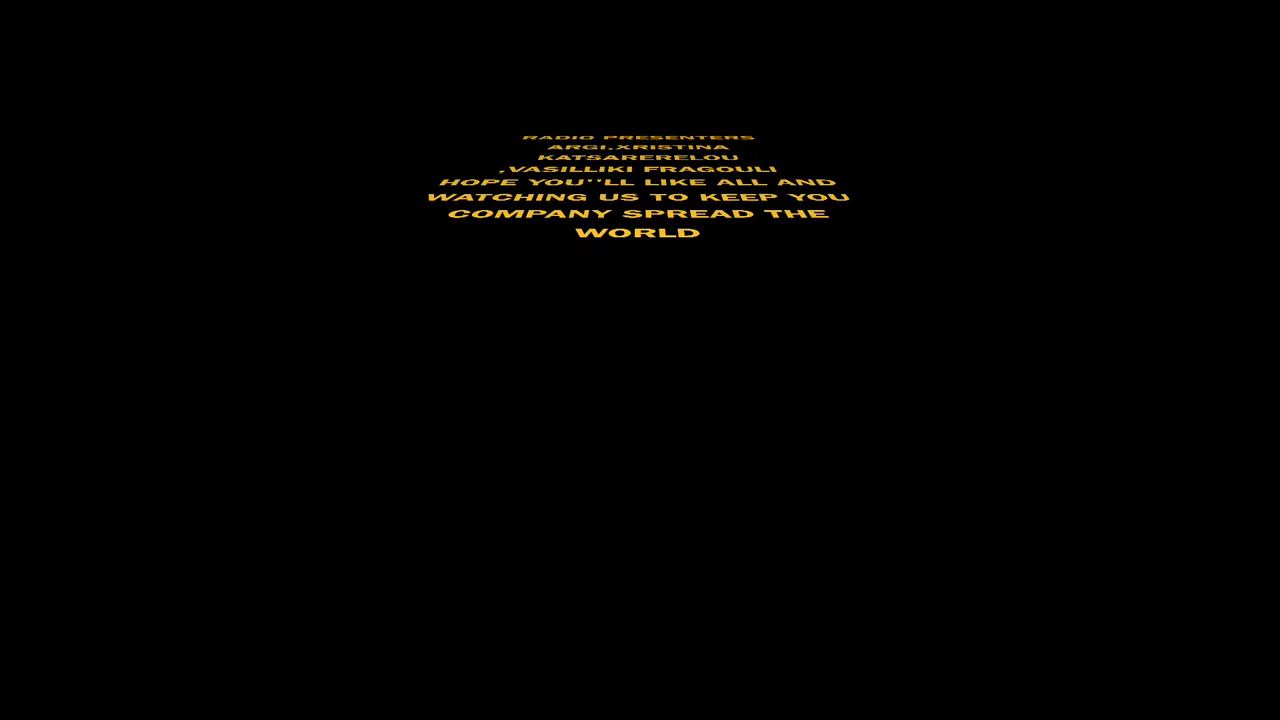 RADIO PRESENTERS
ARGI,XRISTINA
KATSARERELOU
,VASILLIKI FRAGOULI
HOPE YOU''LL LIKE ALL AND
WATCHING US TO KEEP YOU
COMPANY SPREAD THE
WORLD